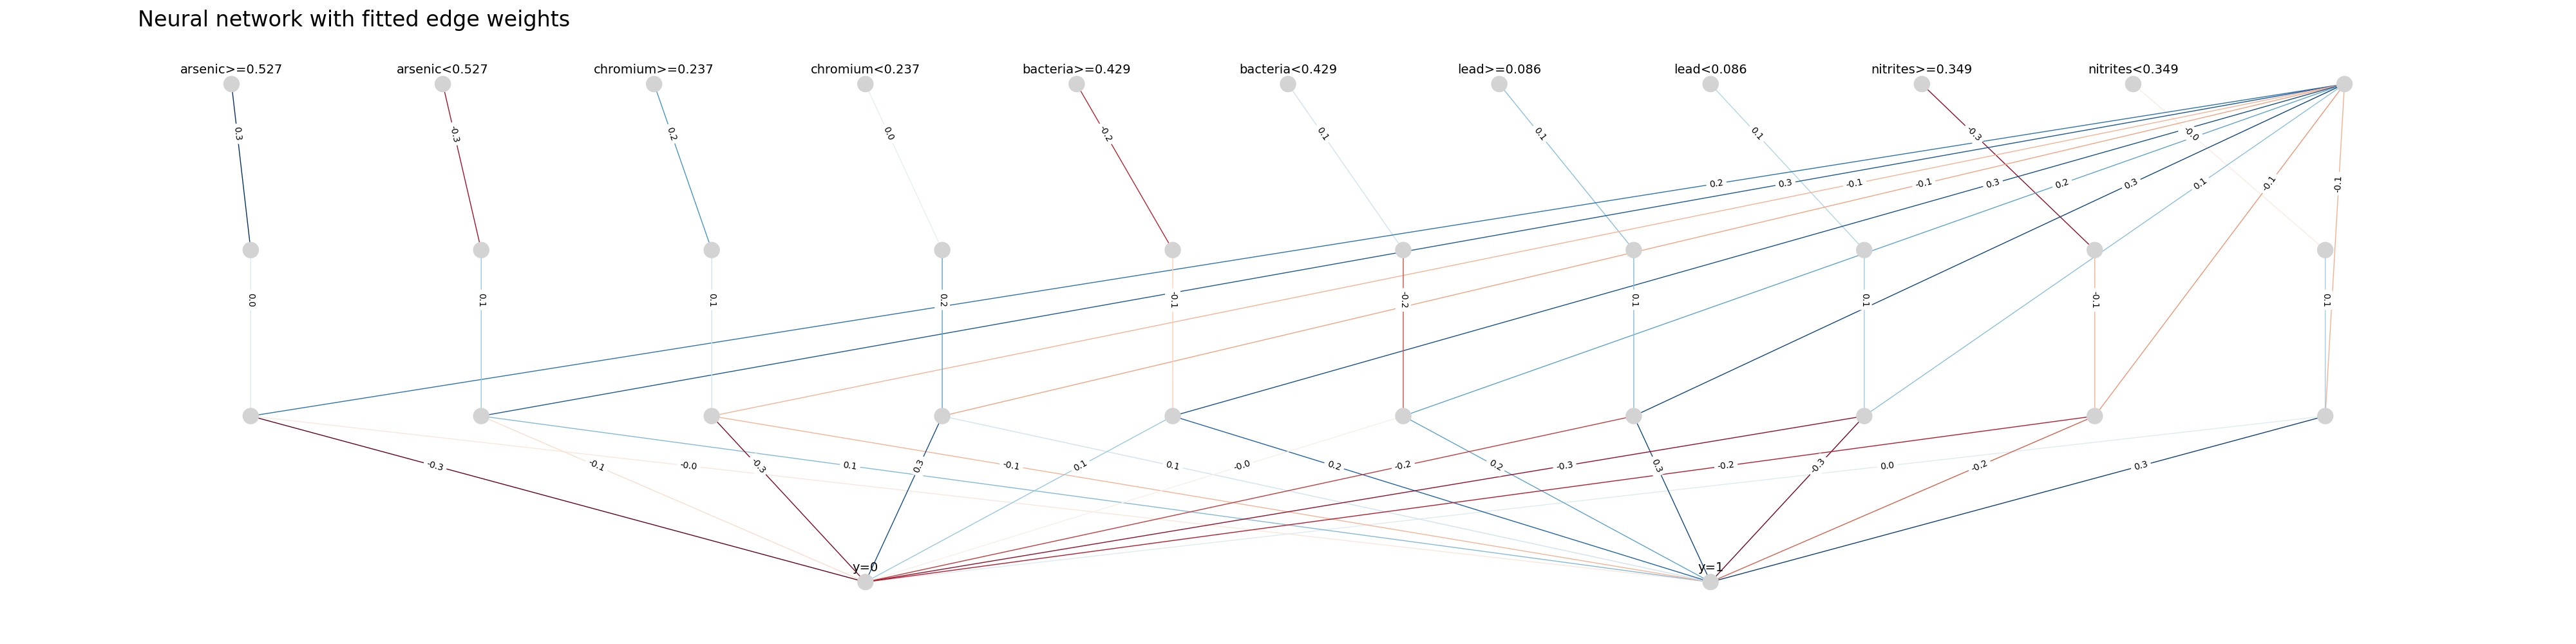 Neural network with fitted edge weights
arsenic>=0.527 arsenic<0.527 chromium>=0.237 chromium<0.237 bacteria>=0.429 bacteria<0.429 lead>=0.086 lead<0.086 nitrites>=0.349 nitrites<0.349
0.3 -0.3 0.2 0.0 -0.2 0.1 0.1 0.1 -0.3 -0.0
0.2 0.3 -0.1 -0.1 0.3 0.2 0.3 0.1 -0.1 -0.1
0.0 0.1 0.1 0.2 -0.1 -0.2 0.1 0.1 -0.1 0.1
-0.3 -0.1 -0.0 -0.3 0.1 0.3 -0.1 0.1 0.1 -0.0 0.2 -0.2 0.2 -0.3 0.3 -0.2 -0.3 0.0 -0.2 0.3
y=0 y=1